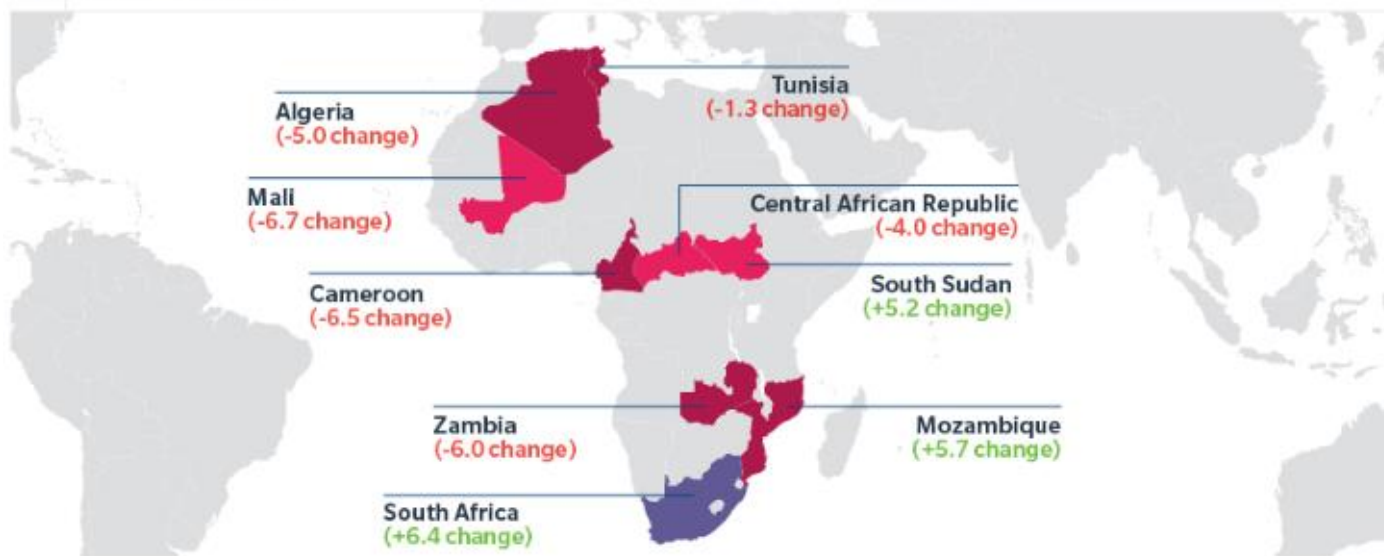 Tunisia
(-1.3 change)
Algeria
(-5.0 change)
Mali
(-6.7 change)
Central African Republic
(-4.0 change)
Cameroon
(-6.5 change)
South Sudan
(+5.2 change)
Zambia
(-6.0 change)
Mozambique
(+5.7 change)
South Africa
(+6.4 change)